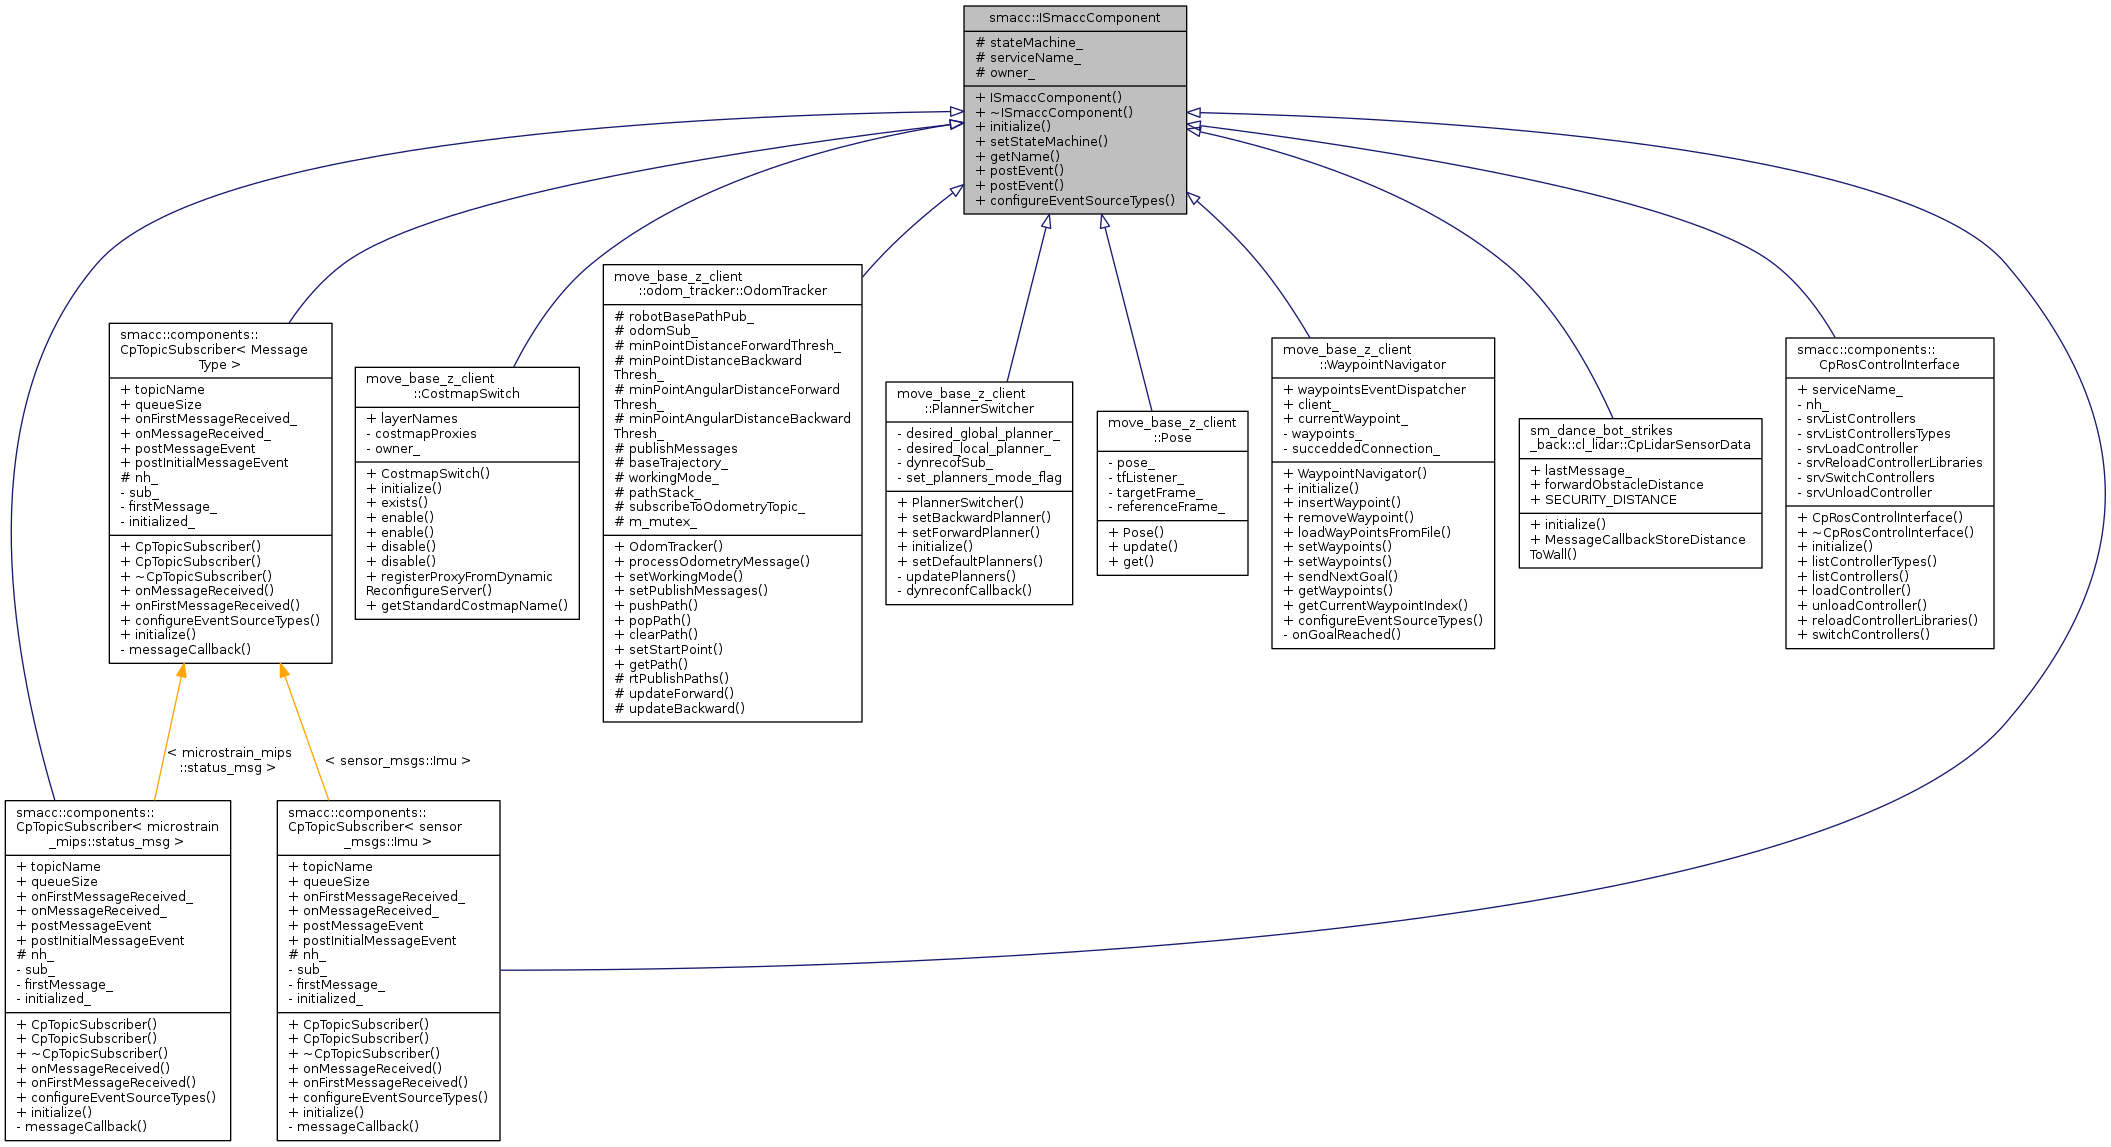 smacc::ISmaccComponent
# stateMachine_
# serviceName_
# owner_
+ ISmaccComponent()
+ ~ISmaccComponent()
+ initialize()
+ setStateMachine()
+ getName()
+ postEvent()
+ postEvent()
+ configureEventSourceTypes()
smacc::components::
CpTopicSubscriber< Message
Type >
+ topicName
+ queueSize
+ onFirstMessageReceived_
+ onMessageReceived_
+ postMessageEvent
+ postInitialMessageEvent
# nh_
- sub_
- firstMessage_
- initialized_
+ CpTopicSubscriber()
+ CpTopicSubscriber()
+ ~CpTopicSubscriber()
+ onMessageReceived()
+ onFirstMessageReceived()
+ configureEventSourceTypes()
+ initialize()
- messageCallback()
move_base_z_client
::CostmapSwitch
+ layerNames
- costmapProxies
- owner_
+ CostmapSwitch()
+ initialize()
+ exists()
+ enable()
+ enable()
+ disable()
+ disable()
+ registerProxyFromDynamic
ReconfigureServer()
+ getStandardCostmapName()
move_base_z_client
::odom_tracker::OdomTracker
# robotBasePathPub_
# odomSub_
# minPointDistanceForwardThresh_
# minPointDistanceBackward
Thresh_
# minPointAngularDistanceForward
Thresh_
# minPointAngularDistanceBackward
Thresh_
# publishMessages
# baseTrajectory_
# workingMode_
# pathStack_
# subscribeToOdometryTopic_
# m_mutex_
+ OdomTracker()
+ processOdometryMessage()
+ setWorkingMode()
+ setPublishMessages()
+ pushPath()
+ popPath()
+ clearPath()
+ setStartPoint()
+ getPath()
# rtPublishPaths()
# updateForward()
# updateBackward()
move_base_z_client
::PlannerSwitcher
- desired_global_planner_
- desired_local_planner_
- dynrecofSub_
- set_planners_mode_flag
+ PlannerSwitcher()
+ setBackwardPlanner()
+ setForwardPlanner()
+ initialize()
+ setDefaultPlanners()
- updatePlanners()
- dynreconfCallback()
move_base_z_client
::Pose
- pose_
- tfListener_
- targetFrame_
- referenceFrame_
+ Pose()
+ update()
+ get()
move_base_z_client
::WaypointNavigator
+ waypointsEventDispatcher
+ client_
+ currentWaypoint_
- waypoints_
- succeddedConnection_
+ WaypointNavigator()
+ initialize()
+ insertWaypoint()
+ removeWaypoint()
+ loadWayPointsFromFile()
+ setWaypoints()
+ setWaypoints()
+ sendNextGoal()
+ getWaypoints()
+ getCurrentWaypointIndex()
+ configureEventSourceTypes()
- onGoalReached()
sm_dance_bot_strikes
_back::cl_lidar::CpLidarSensorData
+ lastMessage_
+ forwardObstacleDistance
+ SECURITY_DISTANCE
+ initialize()
+ MessageCallbackStoreDistance
ToWall()
smacc::components::
CpRosControlInterface
+ serviceName_
- nh_
- srvListControllers
- srvListControllersTypes
- srvLoadController
- srvReloadControllerLibraries
- srvSwitchControllers
- srvUnloadController
+ CpRosControlInterface()
+ ~CpRosControlInterface()
+ initialize()
+ listControllerTypes()
+ listControllers()
+ loadController()
+ unloadController()
+ reloadControllerLibraries()
+ switchControllers()
< microstrain_mips
::status_msg >
< sensor_msgs::Imu >
smacc::components::
CpTopicSubscriber< microstrain
_mips::status_msg >
+ topicName
+ queueSize
+ onFirstMessageReceived_
+ onMessageReceived_
+ postMessageEvent
+ postInitialMessageEvent
# nh_
- sub_
- firstMessage_
- initialized_
+ CpTopicSubscriber()
+ CpTopicSubscriber()
+ ~CpTopicSubscriber()
+ onMessageReceived()
+ onFirstMessageReceived()
+ configureEventSourceTypes()
+ initialize()
- messageCallback()
smacc::components::
CpTopicSubscriber< sensor
_msgs::Imu >
+ topicName
+ queueSize
+ onFirstMessageReceived_
+ onMessageReceived_
+ postMessageEvent
+ postInitialMessageEvent
# nh_
- sub_
- firstMessage_
- initialized_
+ CpTopicSubscriber()
+ CpTopicSubscriber()
+ ~CpTopicSubscriber()
+ onMessageReceived()
+ onFirstMessageReceived()
+ configureEventSourceTypes()
+ initialize()
- messageCallback()